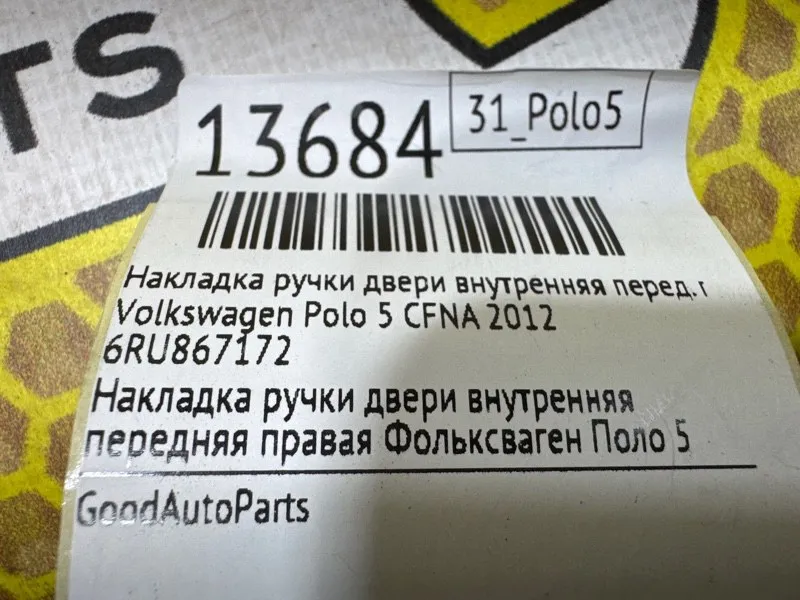 TS
13684
31_Polo5
Накладка ручки двери внутренняя перед.
Volkswagen Polo 5 CFNA 2012
6RU867172
Накладка ручки двери внутренняя
передняя правая Фольксваген Поло 5
GoodAutoParts